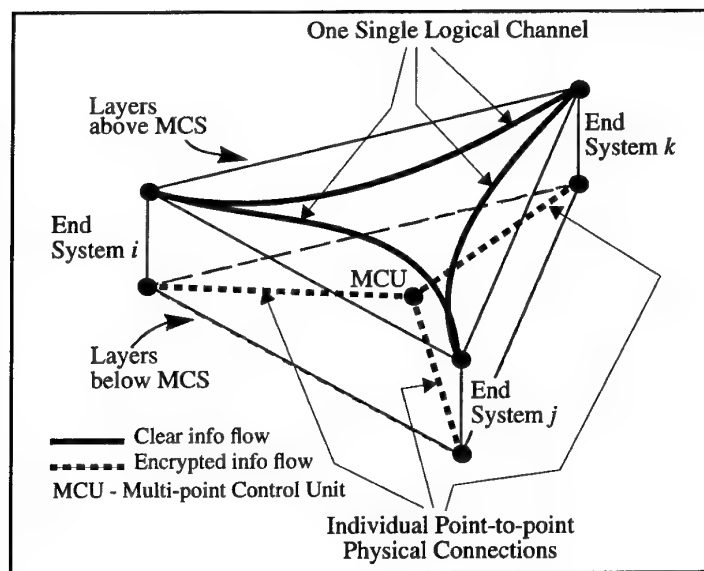 One Single Logical Channel
Layers
above MCS
End
System k
End
System i
MCU
Layers
below MCS
End
System j
Clear info flow
Encrypted info flow
MCU - Multi-point Control Unit
Individual Point-to-point
Physical Connections